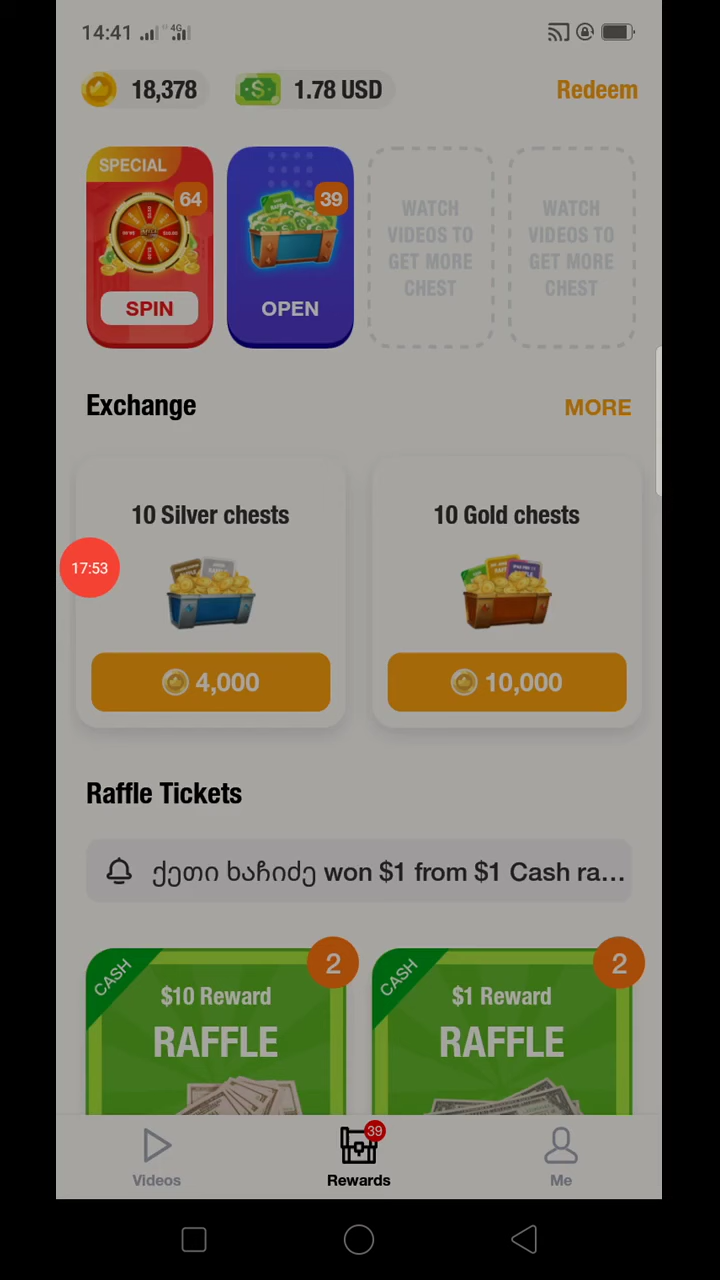 14:41 4G
18,378 1.78 USD Redeem
SPECIAL
64
SPIN
39
OPEN
WATCH
VIDEOS TO
GET MORE
CHEST
WATCH
VIDEOS TO
GET MORE
CHEST
Exchange MORE
10 Silver chests
4,000
10 Gold chests
10,000
17:53
Raffle Tickets
ქეთი ხაჩიძე won $1 from $1 Cash ra...
CASH
2
$10 Reward
RAFFLE
CASH
2
$1 Reward
RAFFLE
Videos
39
Rewards
Me